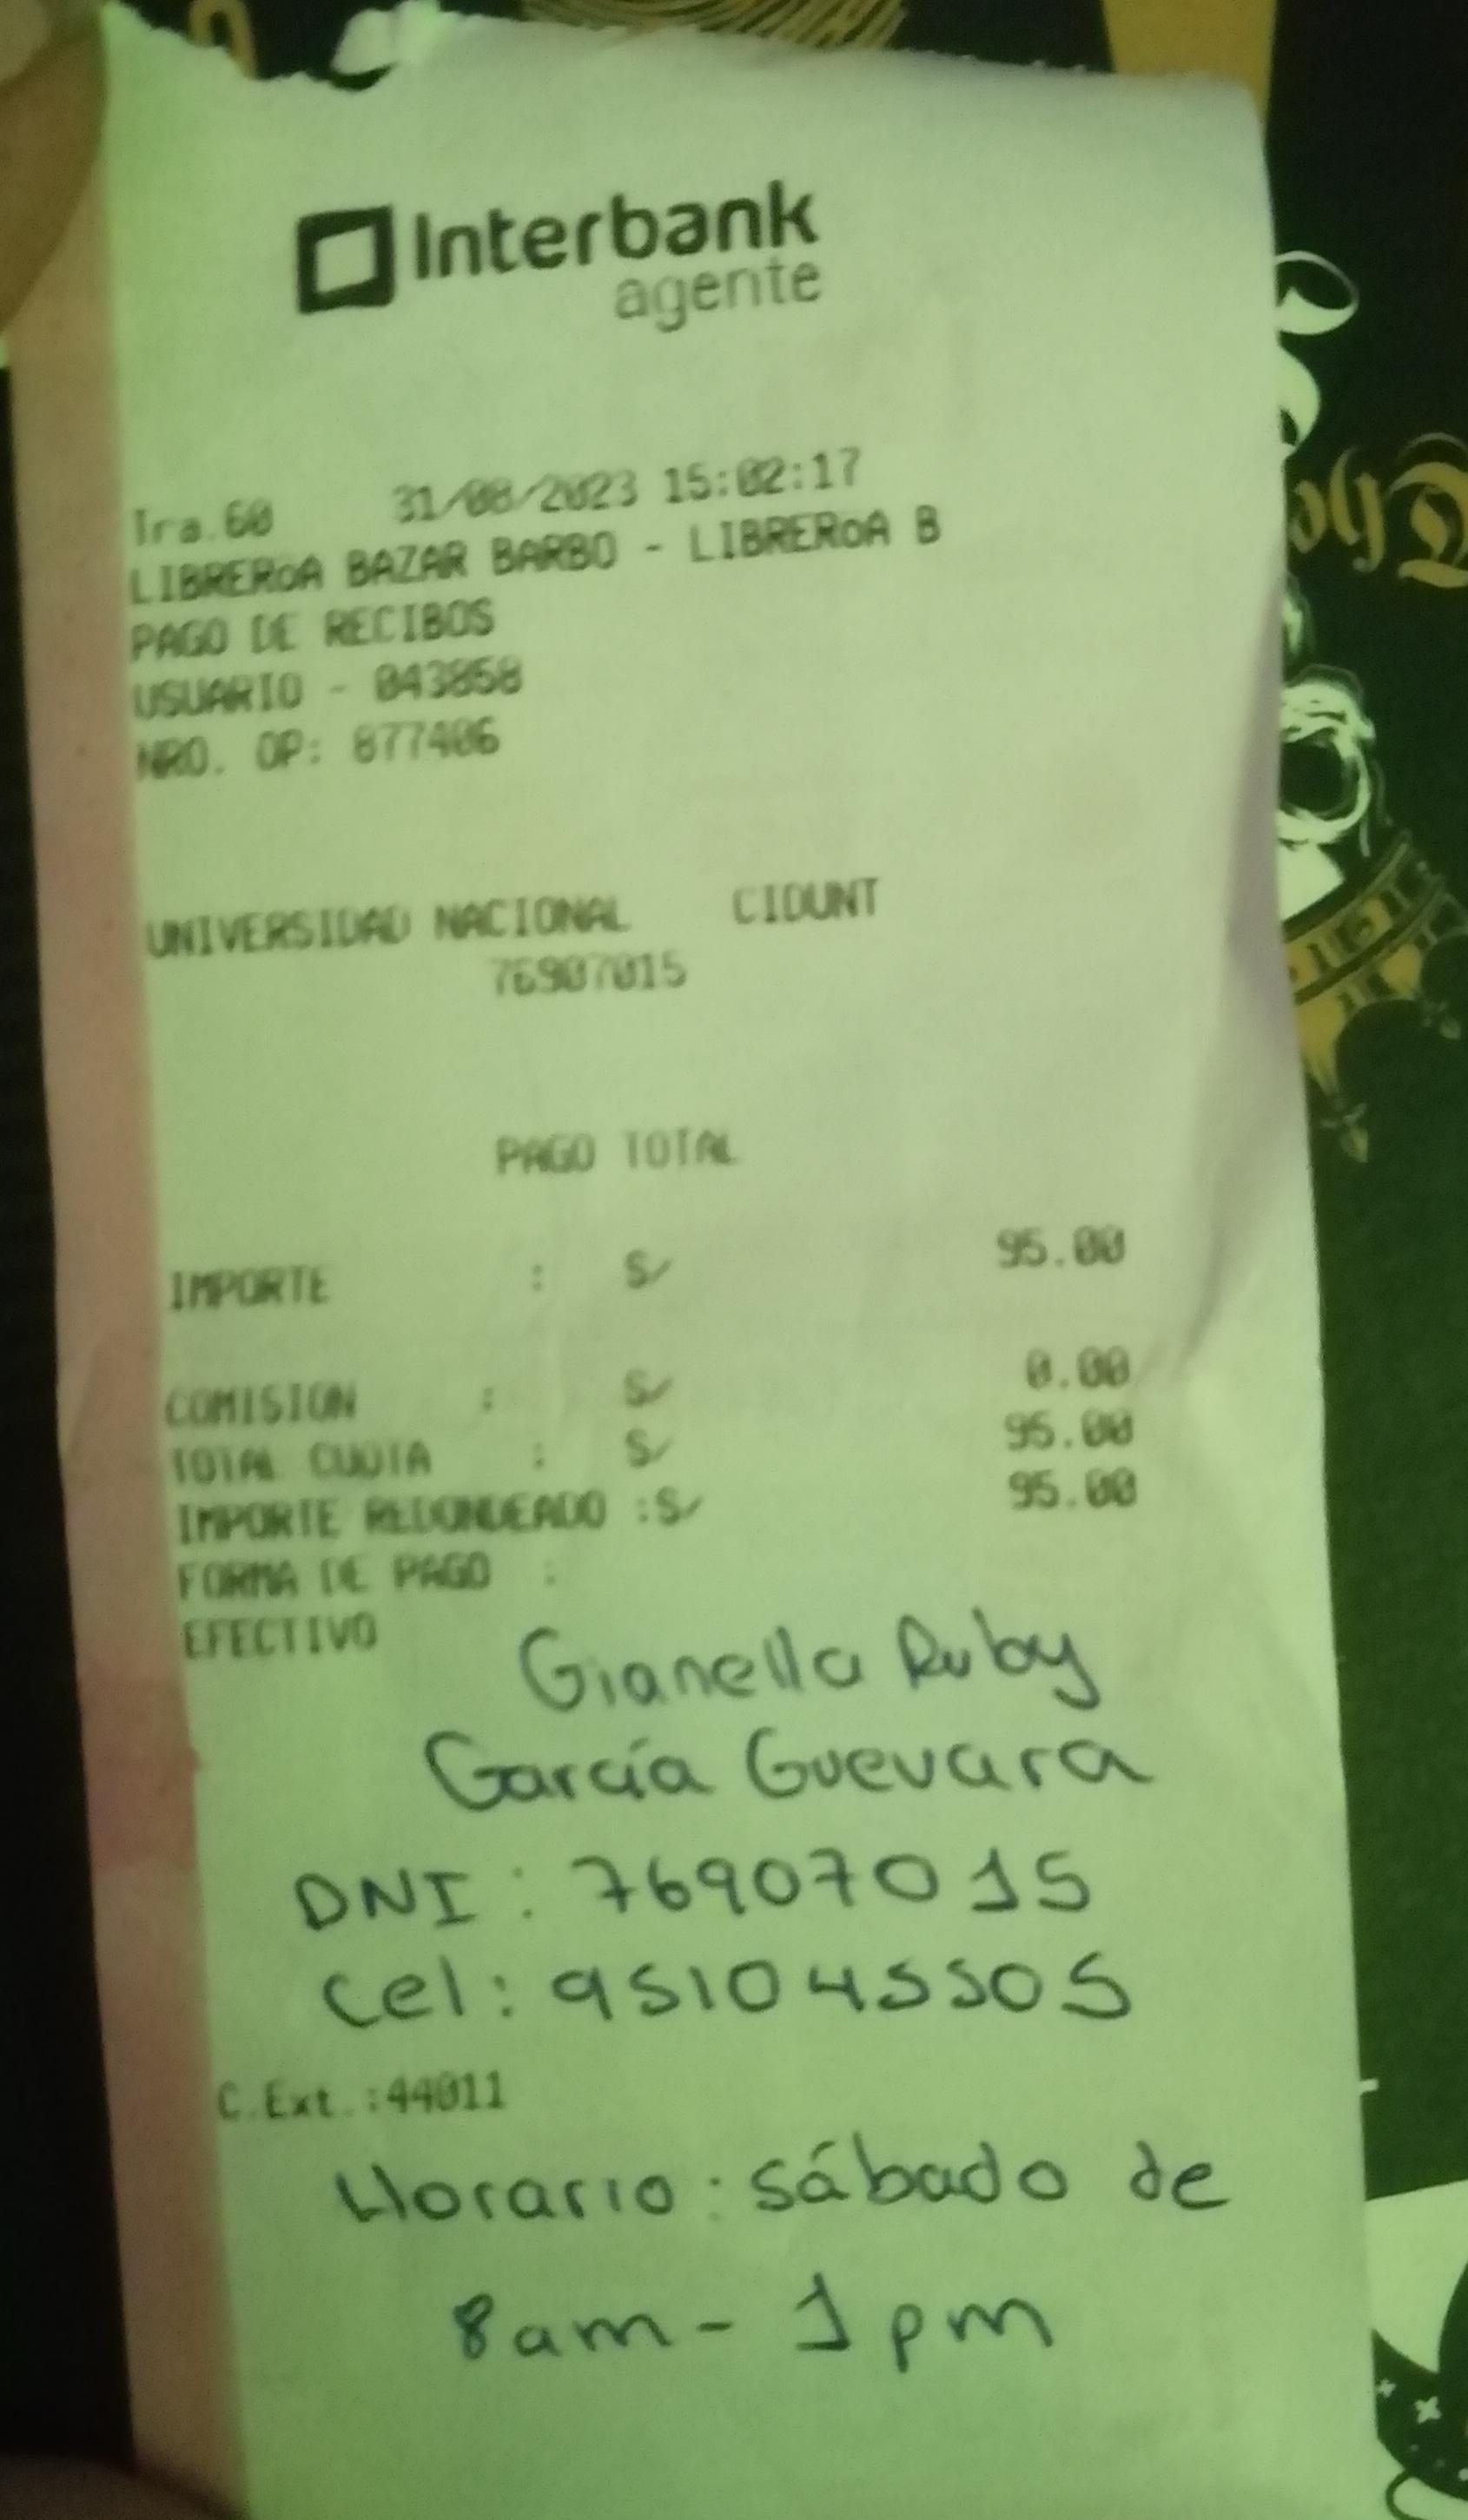 Interbank
agente
Tra.60 31/08/2023 15:02:17
LIBRERoA BAZAR BARBO - LIBRERoA B
PAGO DE RECIBOS
USUARIO - 043858
NRO. OP: 877406
UNIVERSIDAD NACIONAL CIDUNT
76907015
PAGO TOTAL
IMPORTE : S/ 95.00
COMISION : S/ 0.00
TOTAL CUOTA : S/ 95.00
IMPORTE REDONDEADO :S/ 95.00
FORMA DE PAGO :
EFECTIVO
Gianella Ruby
García Guevara
DNI: 76907015
Cel: 951045505
C.Ext.:44011
Horario: sábado de
8am - 1pm
The